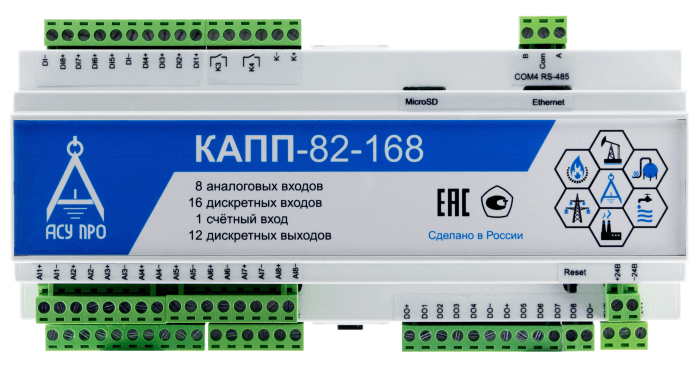 DI- DI8+ DI7+ DI6+ DI5+ DI- DI4+ DI3+ DI2+ DI1+ K3 K4 K- K+
B Com A
COM4 RS-485
MicroSD Ethernet
КАПП-82-168
8 аналоговых входов
16 дискретных входов
1 счётный вход
12 дискретных выходов
АСУ ПРО
EAC
Сделано в России
AI1+ AI1- AI2+ AI2- AI3+ AI3- AI4+ AI4- AI5+ AI5- AI6+ AI6- AI7+ AI7- AI8+ AI8-
Reset
+24В -24В
DO+ DO1 DO2 DO3 DO4 DO- DO+ DO5 DO6 DO7 DO8